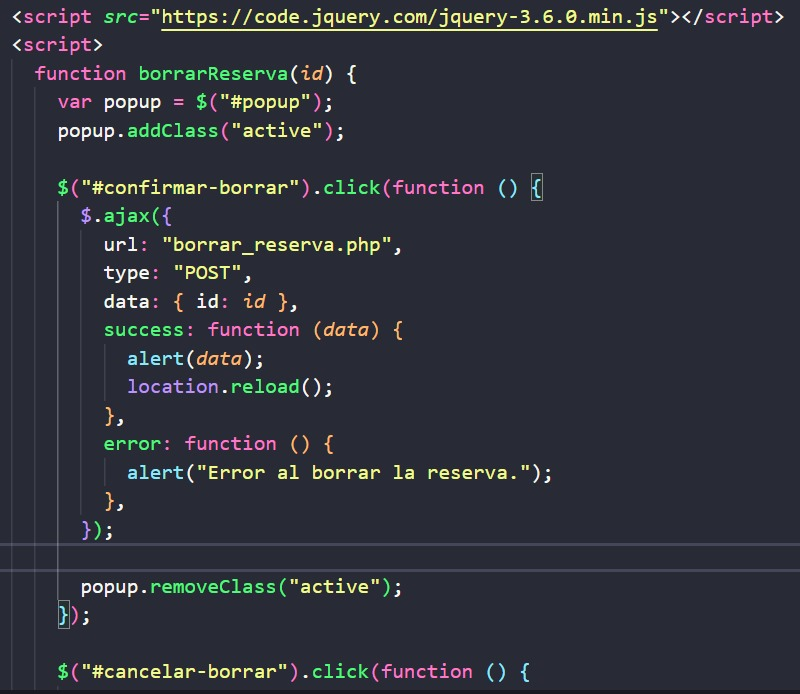 <script src="https://code.jquery.com/jquery-3.6.0.min.js"></script>
<script>
function borrarReserva(id) {
var popup = $("#popup");
popup.addClass("active");
$("#confirmar-borrar").click(function () {
$.ajax({
url: "borrar_reserva.php",
type: "POST",
data: { id: id },
success: function (data) {
alert(data);
location.reload();
},
error: function () {
alert("Error al borrar la reserva.");
},
});
popup.removeClass("active");
});
$("#cancelar-borrar").click(function () {